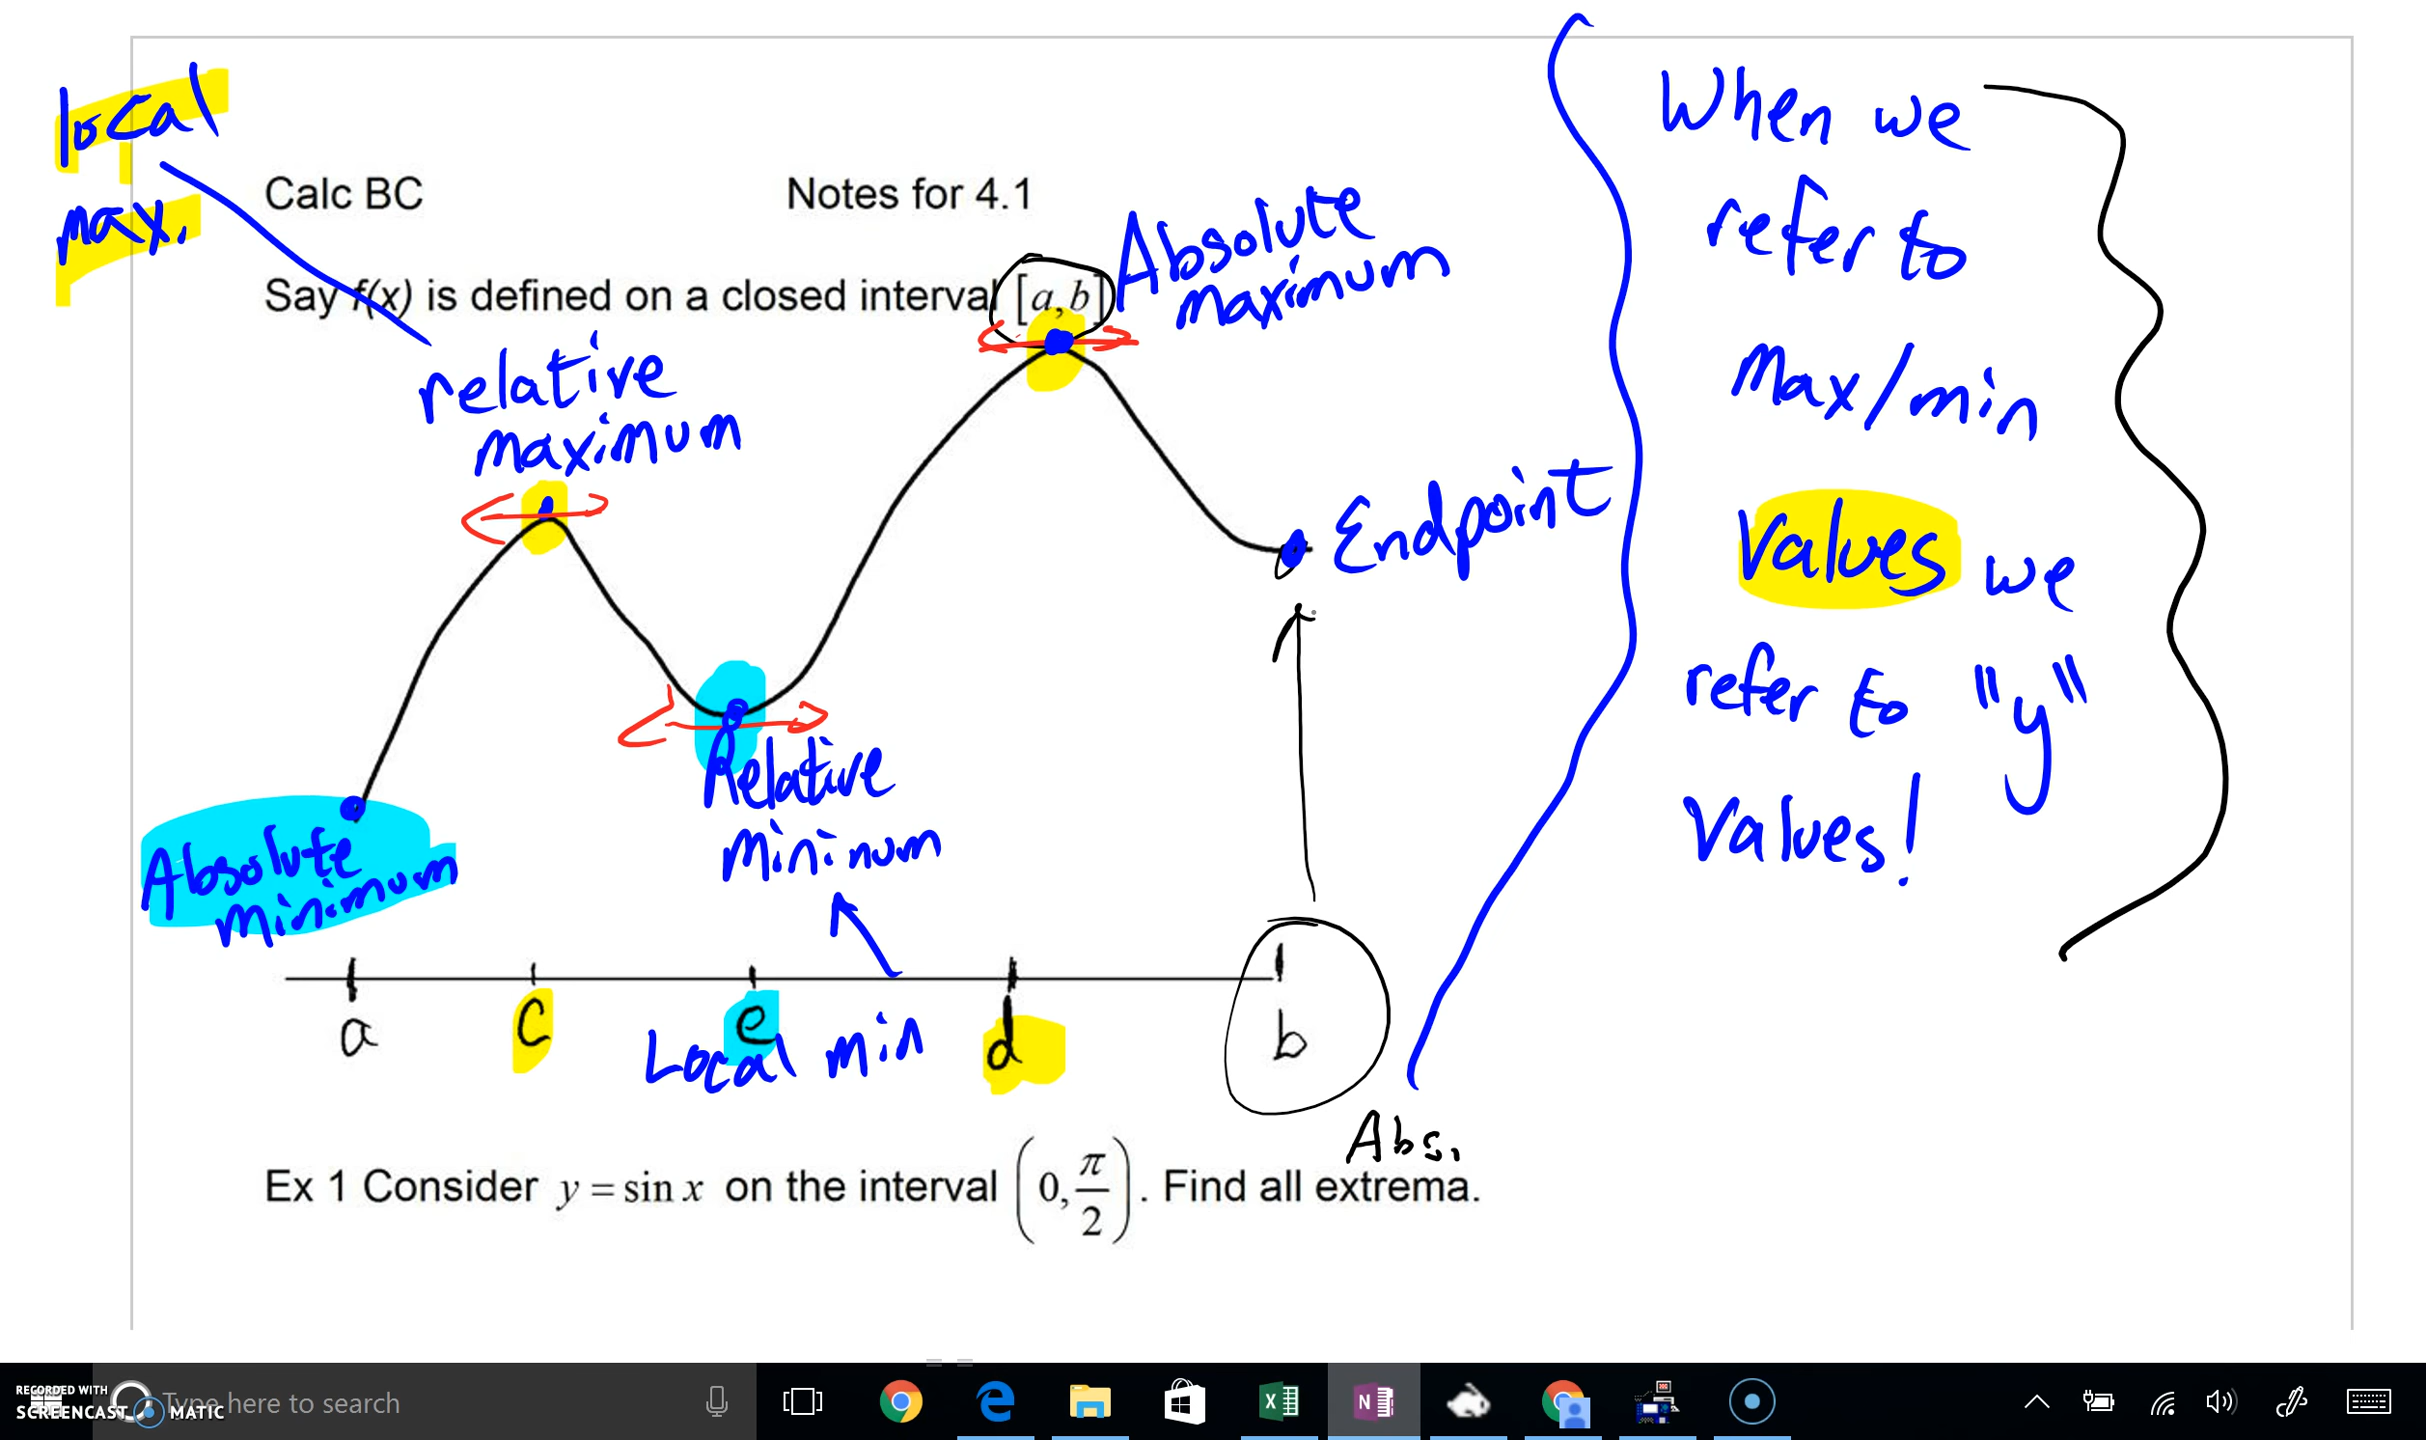 local
max.
Calc BC
Notes for 4.1
Say f(x) is defined on a closed interval [a,b]
Absolute
maximum
relative
maximum
Endpoint
Relative
Mininum
Absolute
minimum
a
c
e
d
b
Local min
When we
refer to
Max/min
Values we
refer to "y"
Values!
Abs.
Ex 1 Consider y = sin x on the interval (0, π/2). Find all extrema.
RECORDED WITH
SCREENCAST MATIC
Type here to search